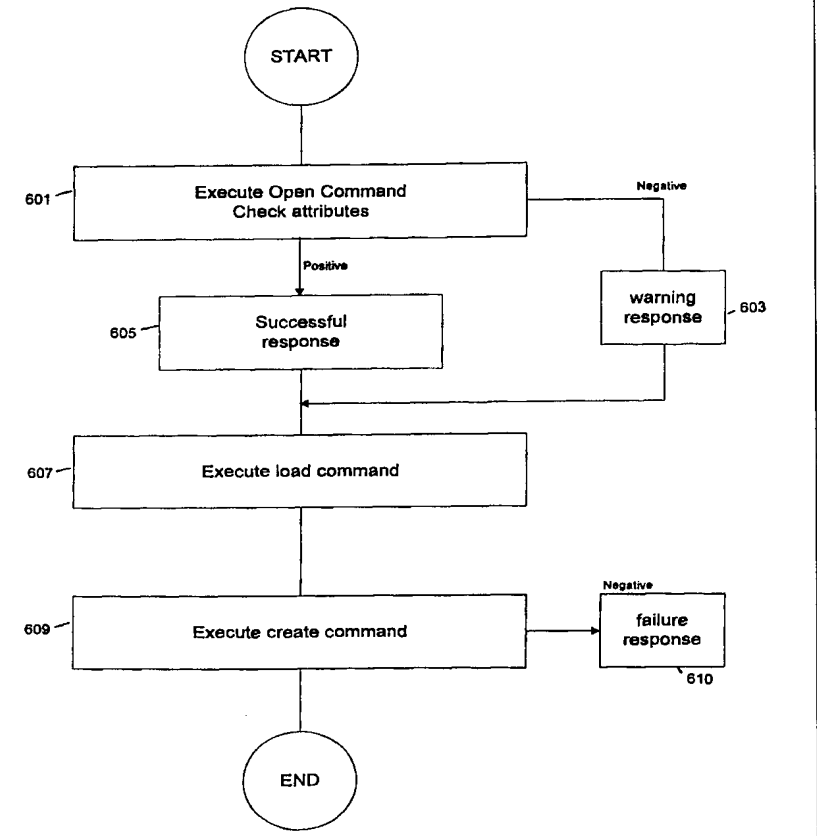 START
601
Execute Open Command
Check attributes
Negative
Positive
warning
response
603
605
Successful
response
607
Execute load command
Negative
609
Execute create command
failure
response
610
END